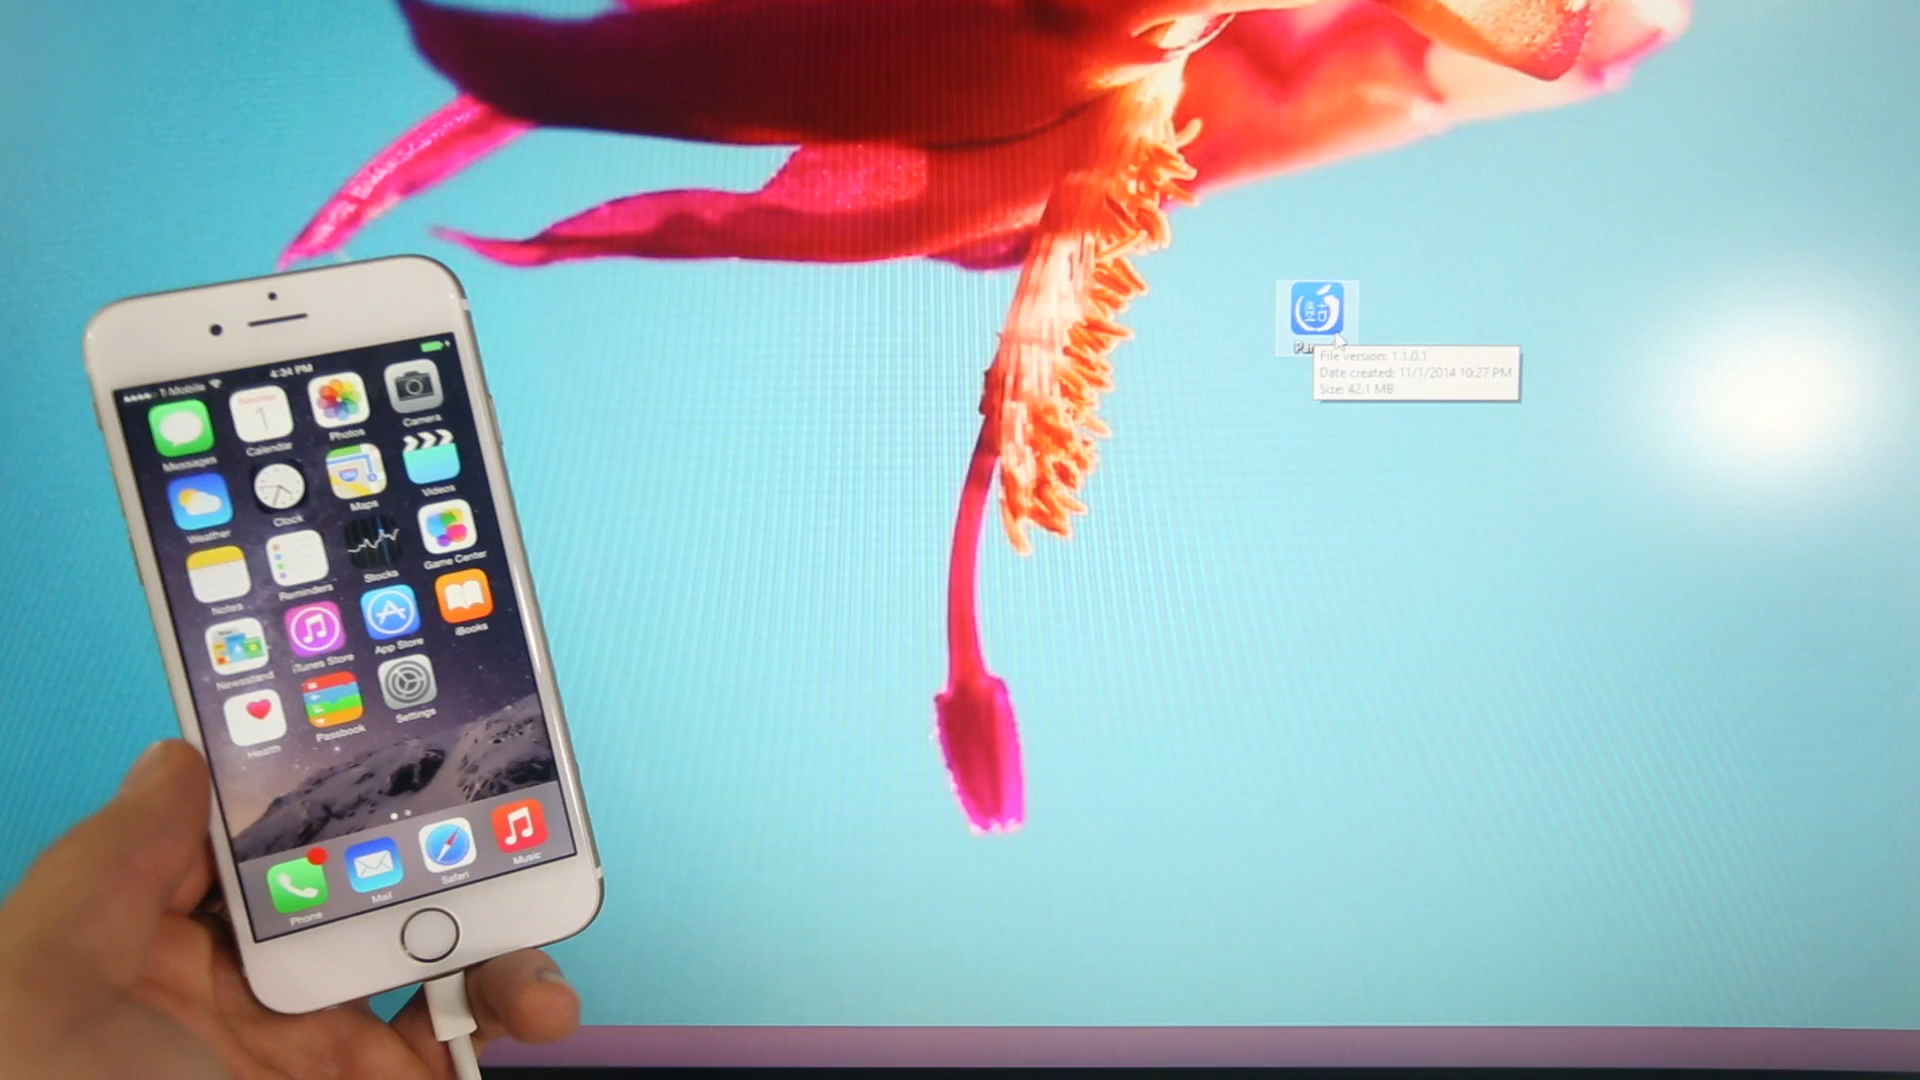 4:34 PM
Messages
Calendar
Photos
Camera
Weather
Clock
Maps
Videos
Notes
Reminders
Stocks
Game Center
Newsstand
iTunes Store
App Store
iBooks
Health
Passbook
Settings
Phone
Mail
Safari
Music
1
File version: 1.1.0.1
Date created: 11/1/2014 10:27 PM
Size: 42.1 MB